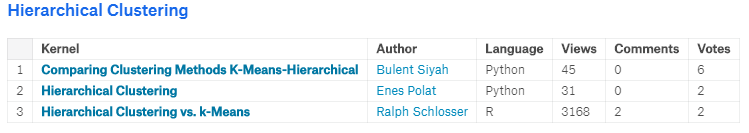 Hierarchical Clustering
Kernel Author Language Views Comments Votes
1 Comparing Clustering Methods K-Means-Hierarchical Bulent Siyah Python 45 0 6
2 Hierarchical Clustering Enes Polat Python 31 0 2
3 Hierarchical Clustering vs. k-Means Ralph Schlosser R 3168 2 2